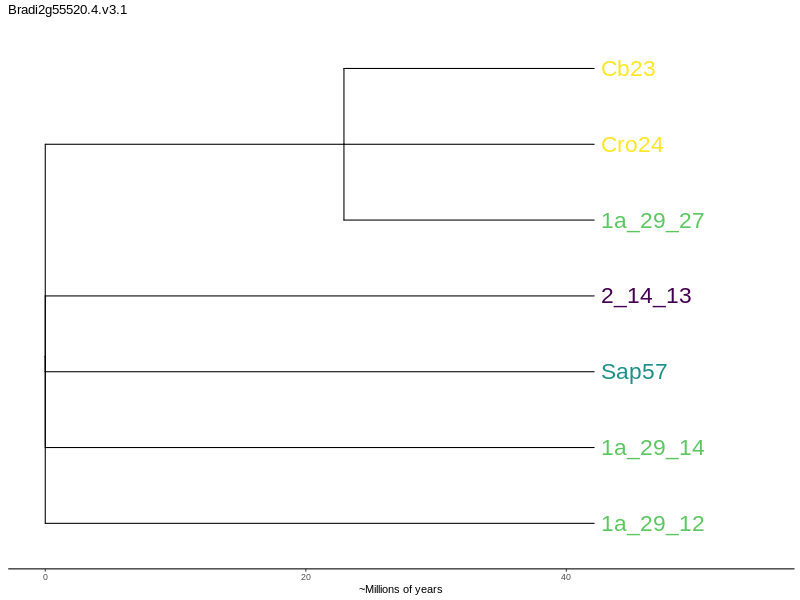 Bradi2g55520.4.v3.1
Cb23
Cro24
1a_29_27
2_14_13
Sap57
1a_29_14
1a_29_12
0 20 40
~Millions of years